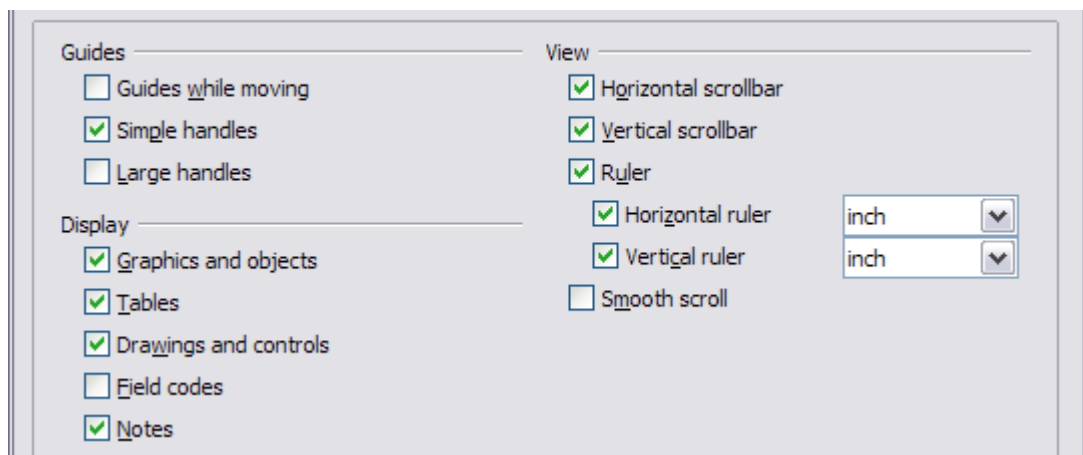 Guides
Guides while moving
Simple handles
Large handles
Display
Graphics and objects
Tables
Drawings and controls
Field codes
Notes
View
Horizontal scrollbar
Vertical scrollbar
Ruler
Horizontal ruler inch
Vertical ruler inch
Smooth scroll